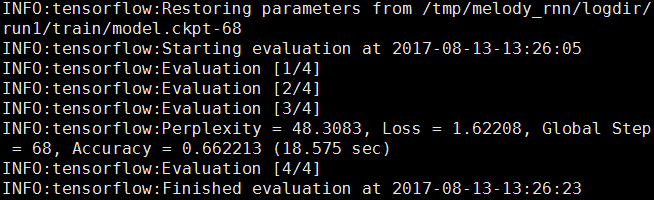 INFO:tensorflow:Restoring parameters from /tmp/melody_rnn/logdir/
run1/train/model.ckpt-68
INFO:tensorflow:Starting evaluation at 2017-08-13-13:26:05
INFO:tensorflow:Evaluation [1/4]
INFO:tensorflow:Evaluation [2/4]
INFO:tensorflow:Evaluation [3/4]
INFO:tensorflow:Perplexity = 48.3083, Loss = 1.62208, Global Step
 = 68, Accuracy = 0.662213 (18.575 sec)
INFO:tensorflow:Evaluation [4/4]
INFO:tensorflow:Finished evaluation at 2017-08-13-13:26:23